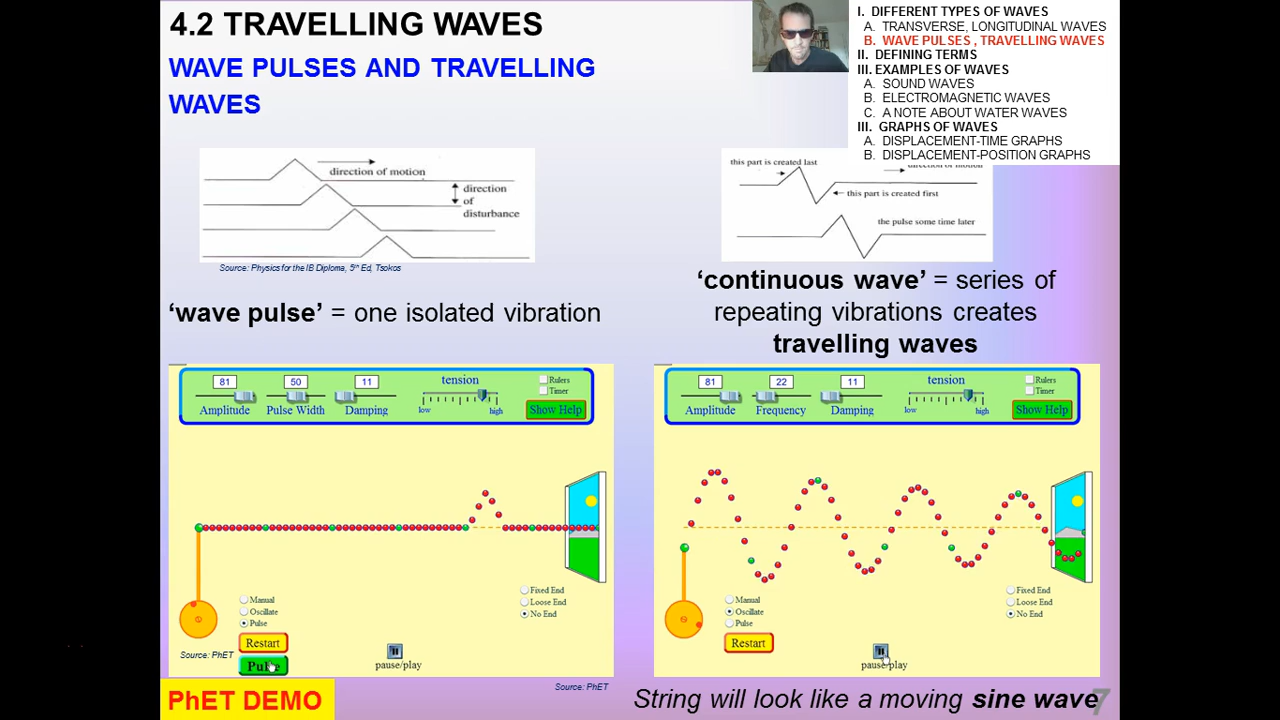 4.2 TRAVELLING WAVES
WAVE PULSES AND TRAVELLING
WAVES
I. DIFFERENT TYPES OF WAVES
A. TRANSVERSE, LONGITUDINAL WAVES
B. WAVE PULSES , TRAVELLING WAVES
II. DEFINING TERMS
III. EXAMPLES OF WAVES
A. SOUND WAVES
B. ELECTROMAGNETIC WAVES
C. A NOTE ABOUT WATER WAVES
III. GRAPHS OF WAVES
A. DISPLACEMENT-TIME GRAPHS
B. DISPLACEMENT-POSITION GRAPHS
direction of motion
direction
of
disturbance
Source: Physics for the IB Diploma, 5th Ed, Tsokos
‘wave pulse’ = one isolated vibration
this part is created last
direction of motion
this part is created first
the pulse some time later
‘continuous wave’ = series of
repeating vibrations creates
travelling waves
81 50 11
tension
Rulers
Timer
Amplitude Pulse Width Damping
low high
Show Help
Fixed End
Loose End
No End
Manual
Oscillate
Pulse
Restart
Source: PhET
pause/play
81 22 11
tension
Rulers
Timer
Amplitude Frequency Damping
low high
Show Help
Fixed End
Loose End
No End
Manual
Oscillate
Pulse
Restart
pause/play
PhET DEMO
Source: PhET
String will look like a moving sine wave
7